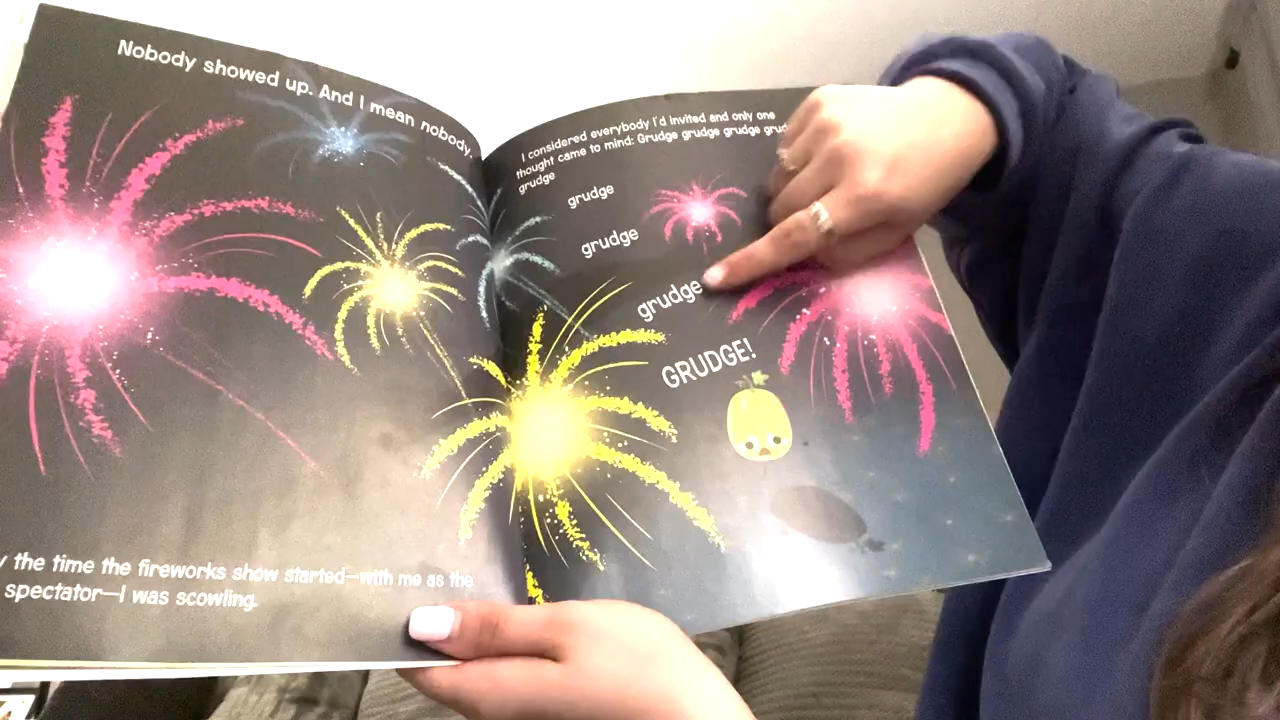 Nobody showed up. And I mean nobody.
y the time the fireworks show started—with me as the
spectator—I was scowling.
I considered everybody I'd invited and only one
thought came to mind: Grudge grudge grudge grud
grudge
grudge
grudge
grudge
GRUDGE!